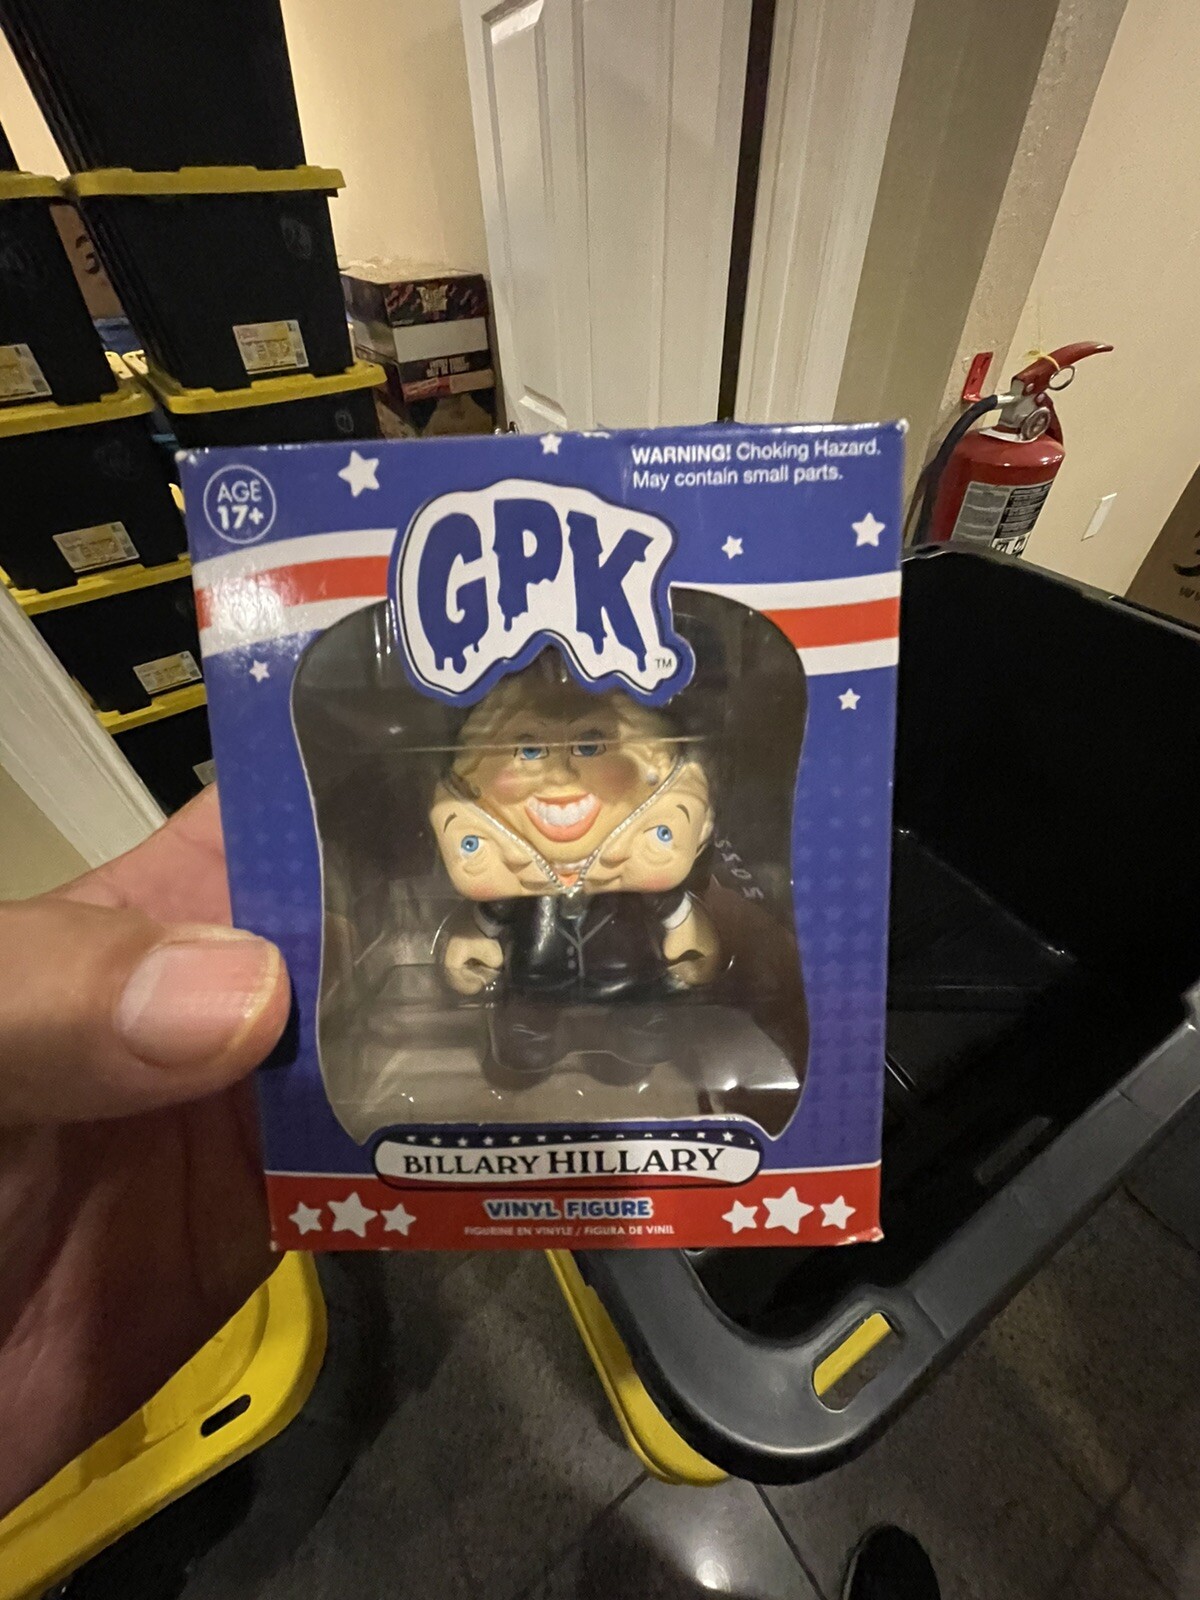 AGE
17+
WARNING! Choking Hazard.
May contain small parts.
GPK
TM
BILLARY HILLARY
VINYL FIGURE
FIGURINE EN VINYLE / FIGURA DE VINIL